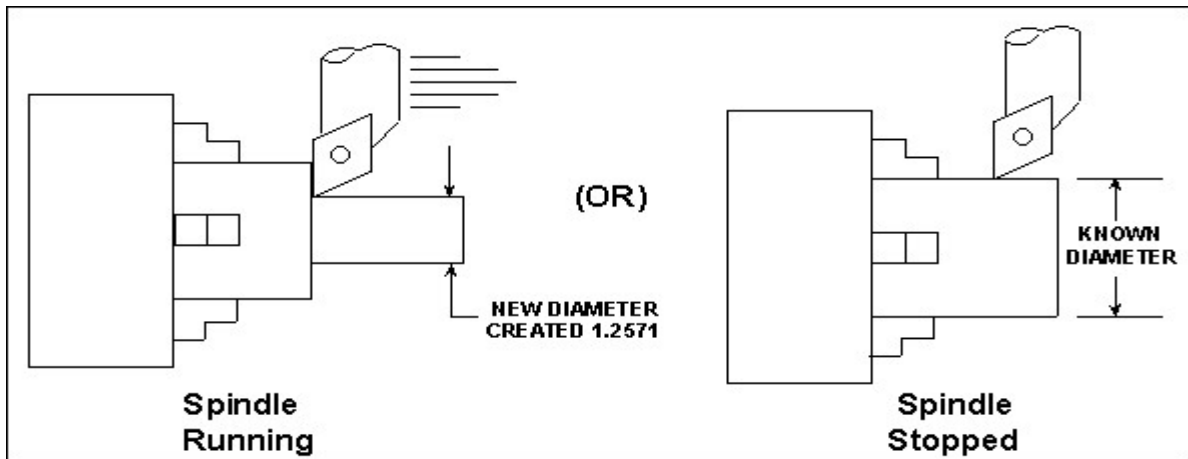 (OR)
KNOWN
DIAMETER
NEW DIAMETER
CREATED 1.2571
Spindle
Running
Spindle
Stopped